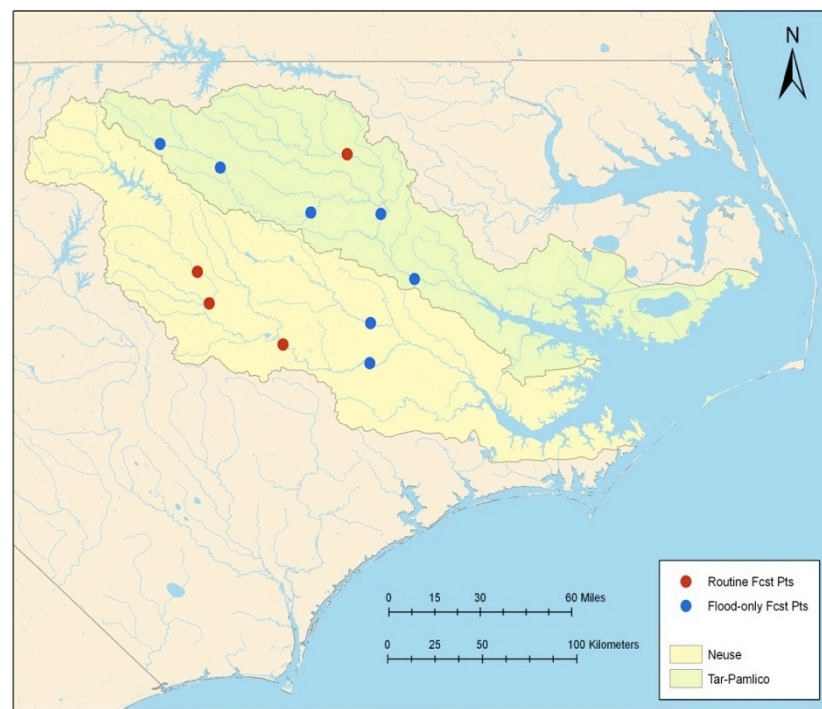 N
0 15 30 60 Miles
0 25 50 100 Kilometers
Routine Fcst Pts
Flood-only Fcst Pts
Neuse
Tar-Pamlico